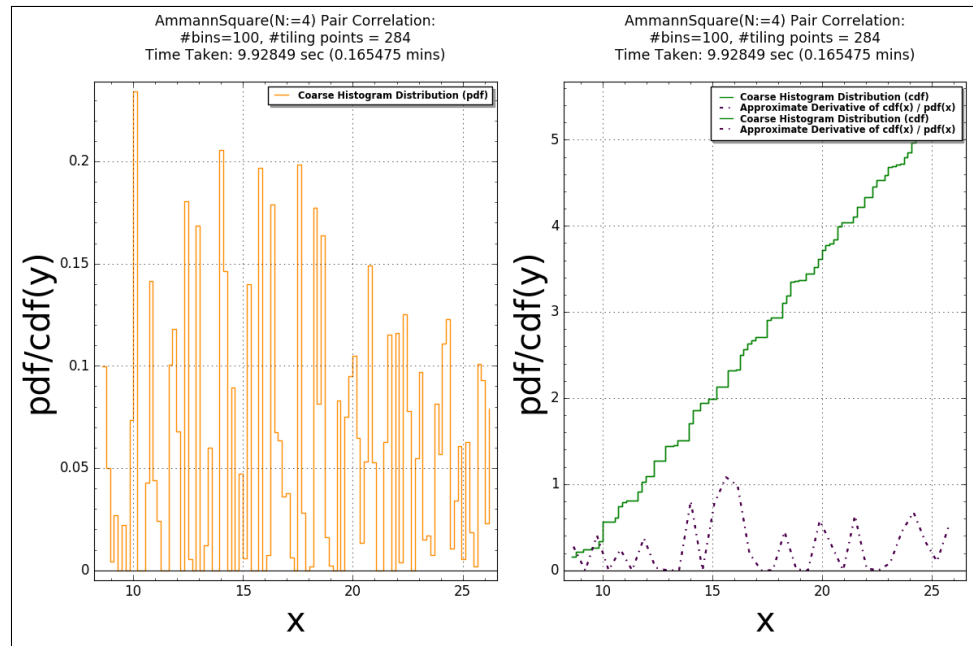 AmmannSquare(N:=4) Pair Correlation:
#bins=100, #tiling points = 284
Time Taken: 9.92849 sec (0.165475 mins)
Coarse Histogram Distribution (pdf)
pdf/cdf(y)
0.2
0.15
0.1
0.05
0
10
15
20
25
x
AmmannSquare(N:=4) Pair Correlation:
#bins=100, #tiling points = 284
Time Taken: 9.92849 sec (0.165475 mins)
Coarse Histogram Distribution (cdf)
Approximate Derivative of cdf(x) / pdf(x)
Coarse Histogram Distribution (cdf)
Approximate Derivative of cdf(x) / pdf(x)
pdf/cdf(y)
5
4
3
2
1
0
10
15
20
25
x